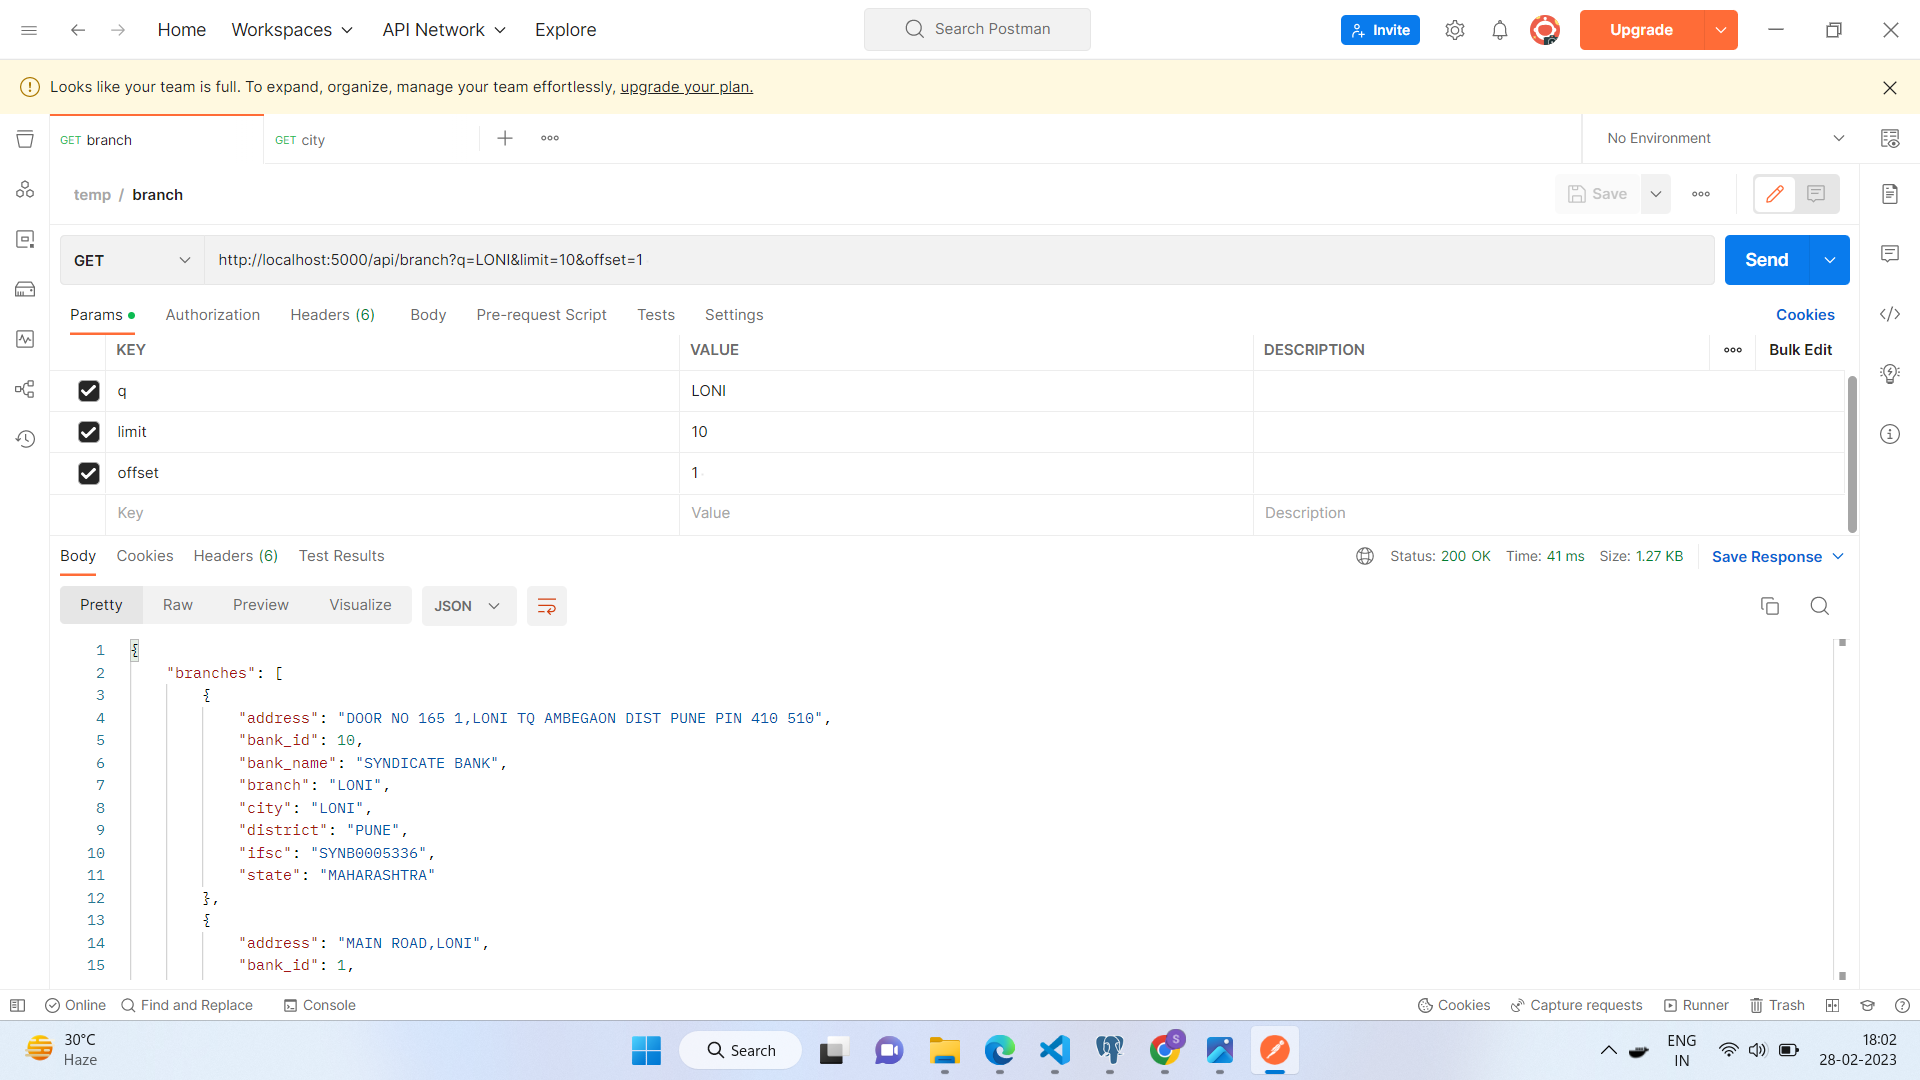 Home Workspaces API Network Explore Search Postman Invite Upgrade
Looks like your team is full. To expand, organize, manage your team effortlessly, upgrade your plan.
GET branch GET city No Environment
temp / branch Save
GET http://localhost:5000/api/branch?q=LONI&limit=10&offset=1 Send
Params Authorization Headers (6) Body Pre-request Script Tests Settings Cookies
KEY VALUE DESCRIPTION Bulk Edit
q LONI
limit 10
offset 1
Key Value Description
Body Cookies Headers (6) Test Results Status: 200 OK Time: 41 ms Size: 1.27 KB Save Response
Pretty Raw Preview Visualize JSON
1 {
2 "branches": [
3 {
4 "address": "DOOR NO 165 1,LONI TQ AMBEGAON DIST PUNE PIN 410 510",
5 "bank_id": 10,
6 "bank_name": "SYNDICATE BANK",
7 "branch": "LONI",
8 "city": "LONI",
9 "district": "PUNE",
10 "ifsc": "SYNB0005336",
11 "state": "MAHARASHTRA"
12 },
13 {
14 "address": "MAIN ROAD,LONI",
15 "bank_id": 1,
Online Find and Replace Console Cookies Capture requests Runner Trash
30°C
Haze
Search
S
ENG
IN
18:02
28-02-2023